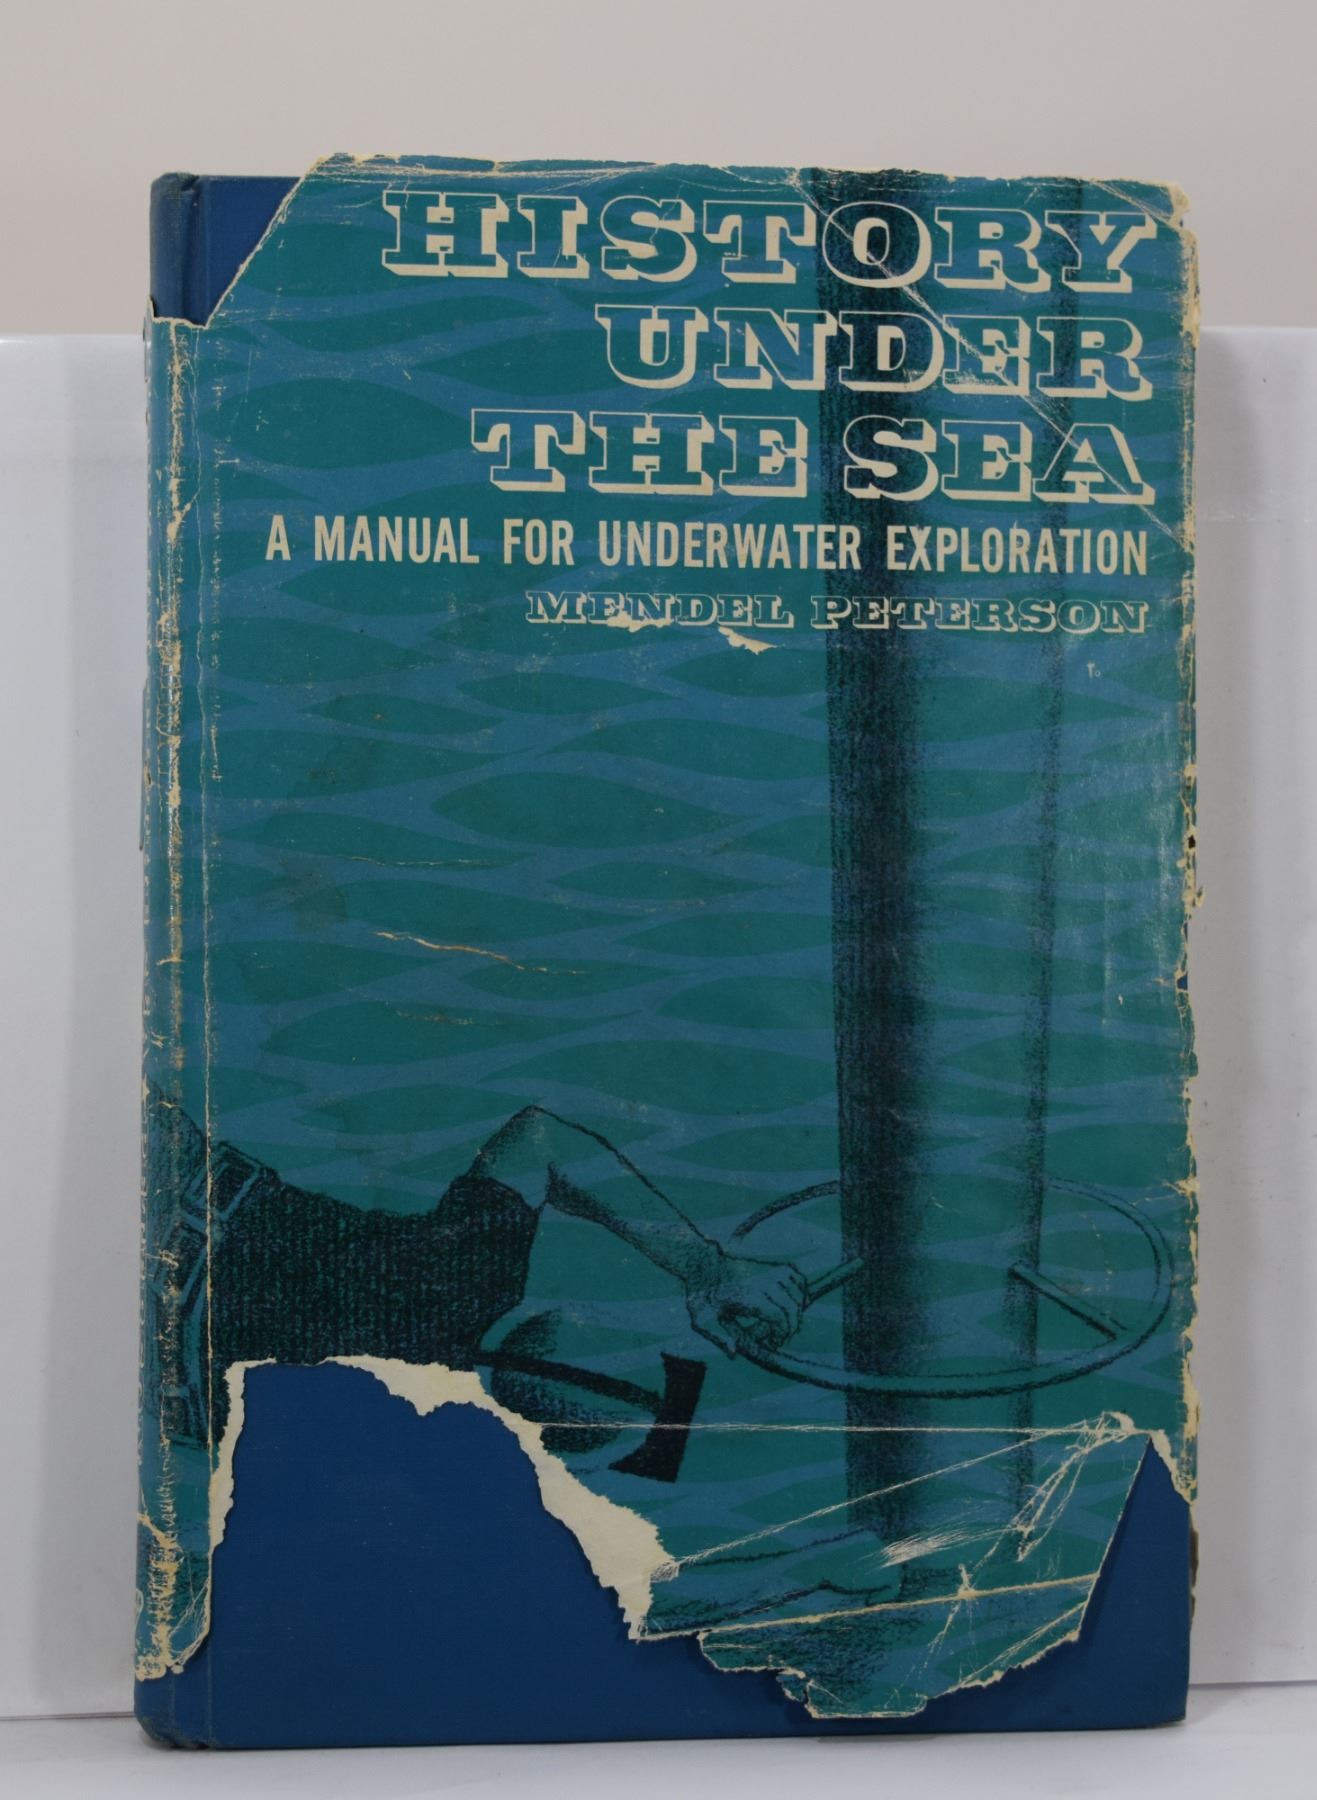 HISTORY
UNDER
THE SEA
A MANUAL FOR UNDERWATER EXPLORATION
MENDEL PETERSON